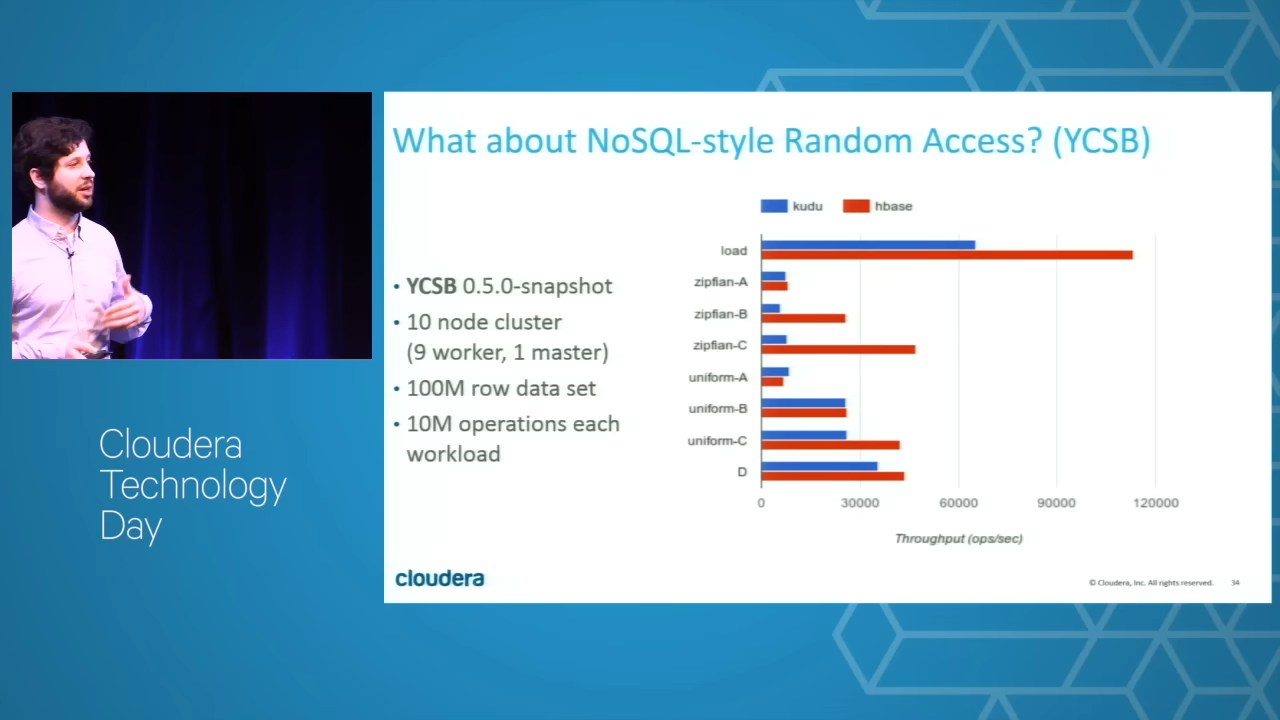 What about NoSQL-style Random Access? (YCSB)
• YCSB 0.5.0-snapshot
• 10 node cluster
(9 worker, 1 master)
• 100M row data set
• 10M operations each
workload
kudu hbase
load
zipfian-A
zipfian-B
zipfian-C
uniform-A
uniform-B
uniform-C
D
0 30000 60000 90000 120000
Throughput (ops/sec)
cloudera
© Cloudera, Inc. All rights reserved. 34
Cloudera
Technology
Day